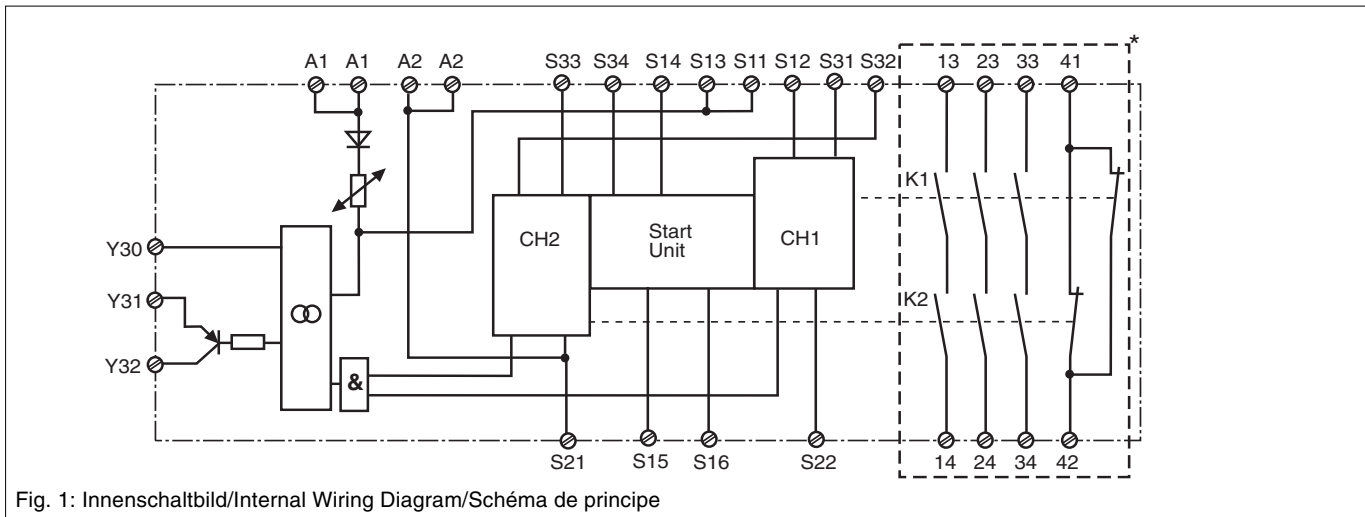 *
A1 A1 A2 A2 S33 S34 S14 S13 S11 S12 S31 S32 13 23 33 41
K1
CH2
Start
Unit
CH1
Y30
Y31
K2
Y32
&
S21 S15 S16 S22 14 24 34 42
Fig. 1: Innenschaltbild/Internal Wiring Diagram/Schéma de principe